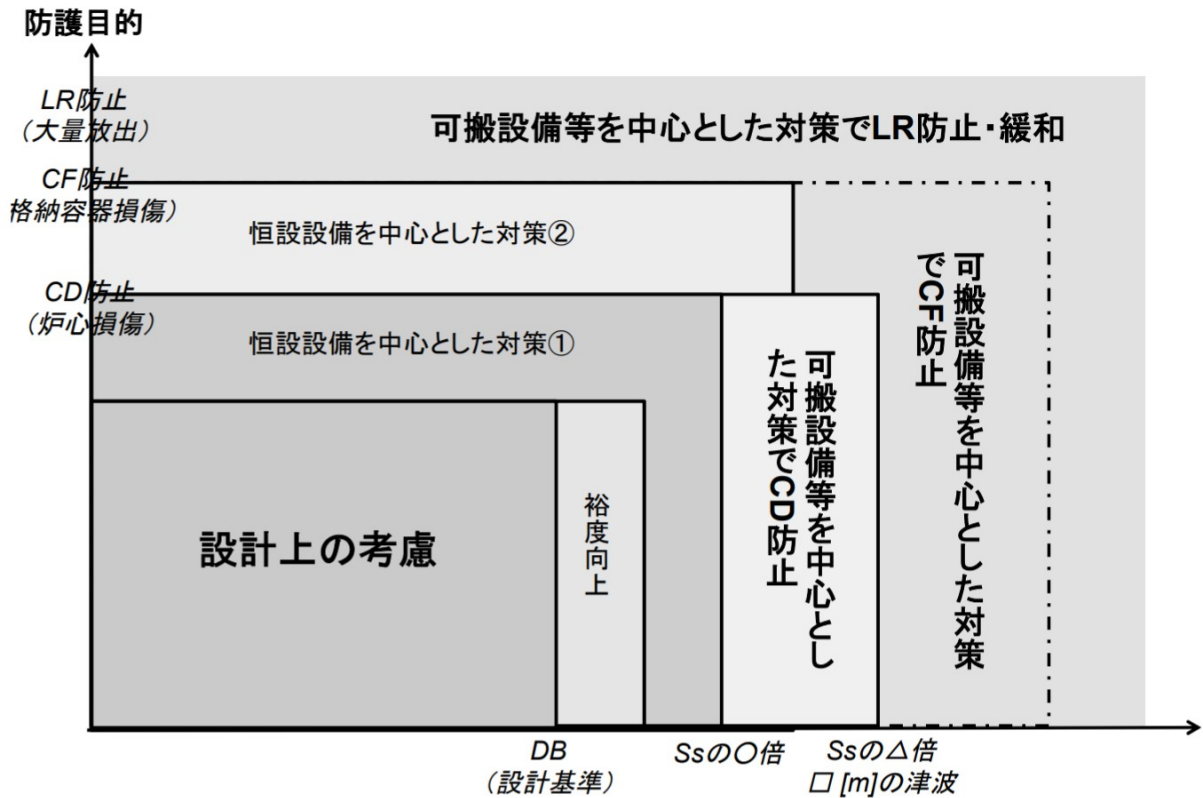 防護目的
LR防止
（大量放出）
可搬設備等を中心とした対策でLR防止・緩和
CF防止
格納容器損傷）
恒設設備を中心とした対策②
CD防止
（炉心損傷）
恒設設備を中心とした対策①
可搬設備等を中心とした対策
でCF防止
可搬設備等を中心とし
た対策でCD防止
裕度向上
設計上の考慮
DB
（設計基準）
Ssの〇倍
Ssの△倍
□ [m]の津波